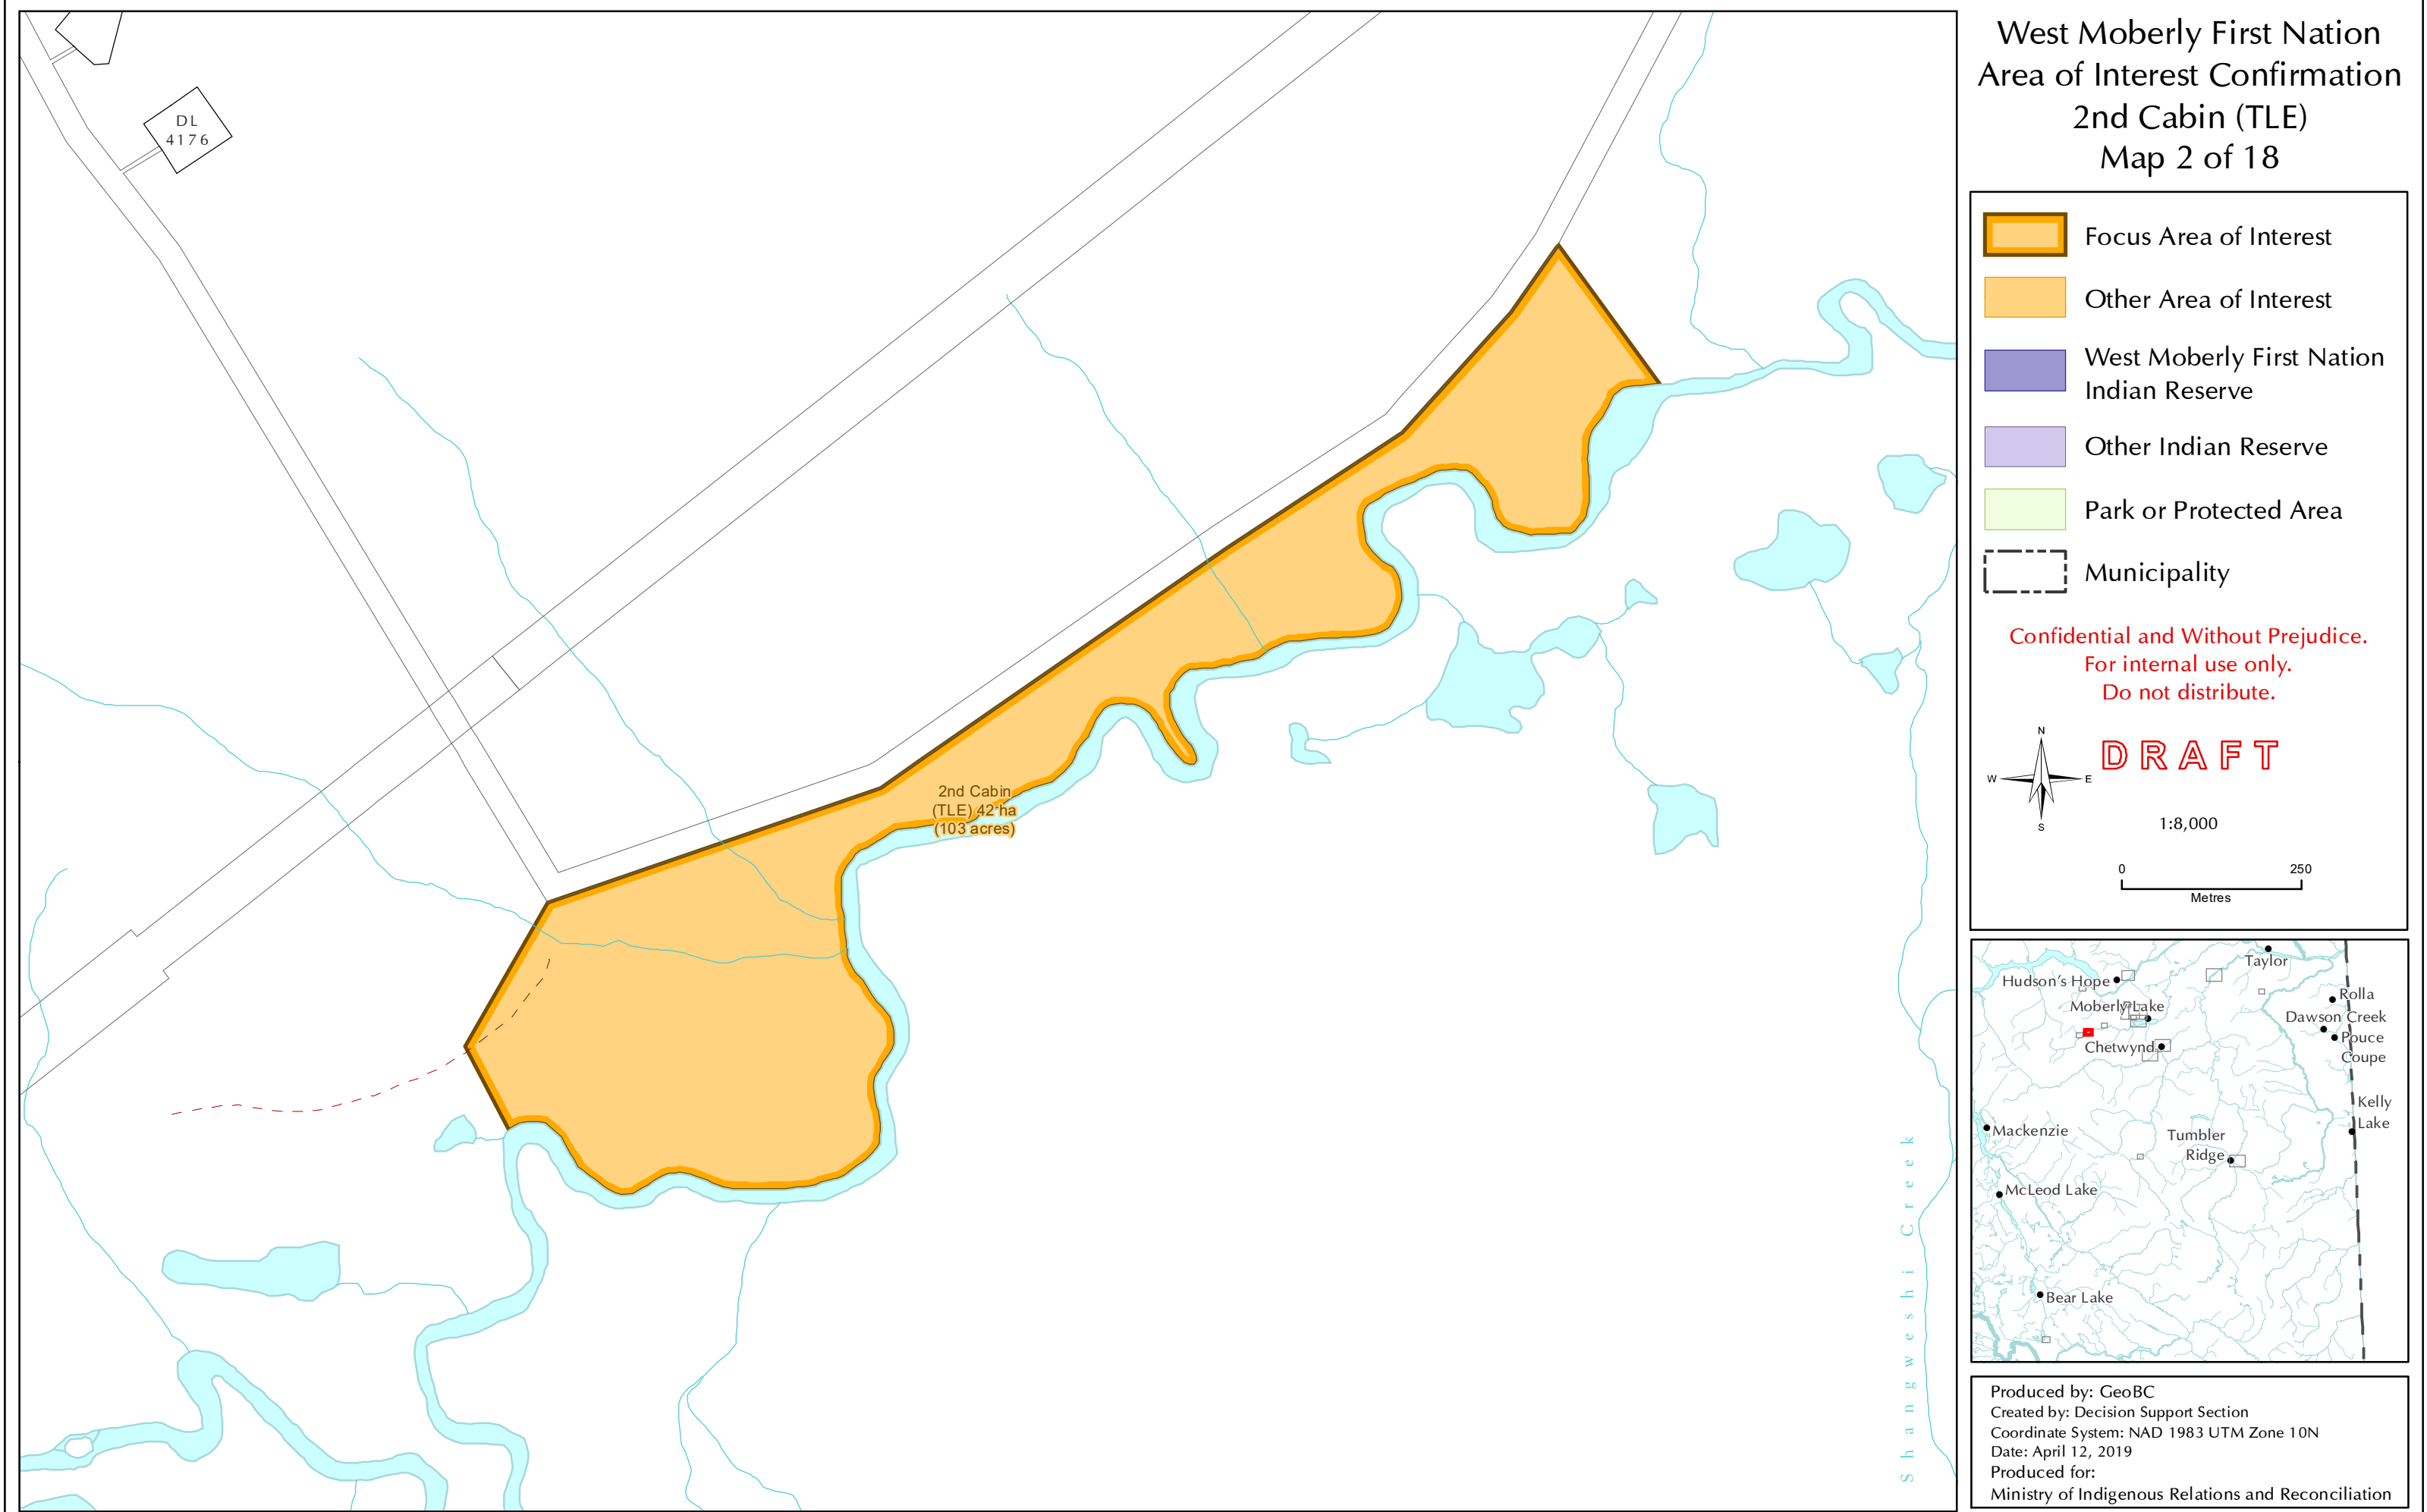 West Moberly First Nation
Area of Interest Confirmation
2nd Cabin (TLE)
Map 2 of 18
DL
4176
2nd Cabin
(TLE) 42 ha
(103 acres)
Shangweshi Creek
Focus Area of Interest
Other Area of Interest
West Moberly First Nation
Indian Reserve
Other Indian Reserve
Park or Protected Area
Municipality
Confidential and Without Prejudice.
For internal use only.
Do not distribute.
N
W
E
S
DRAFT
1:8,000
0
250
Metres
Taylor
Hudson's Hope
Rolla
Moberly Lake
Dawson Creek
Pouce
Coupe
Chetwynd
Kelly
Lake
Mackenzie
Tumbler
Ridge
McLeod Lake
Bear Lake
Produced by: GeoBC
Created by: Decision Support Section
Coordinate System: NAD 1983 UTM Zone 10N
Date: April 12, 2019
Produced for:
Ministry of Indigenous Relations and Reconciliation